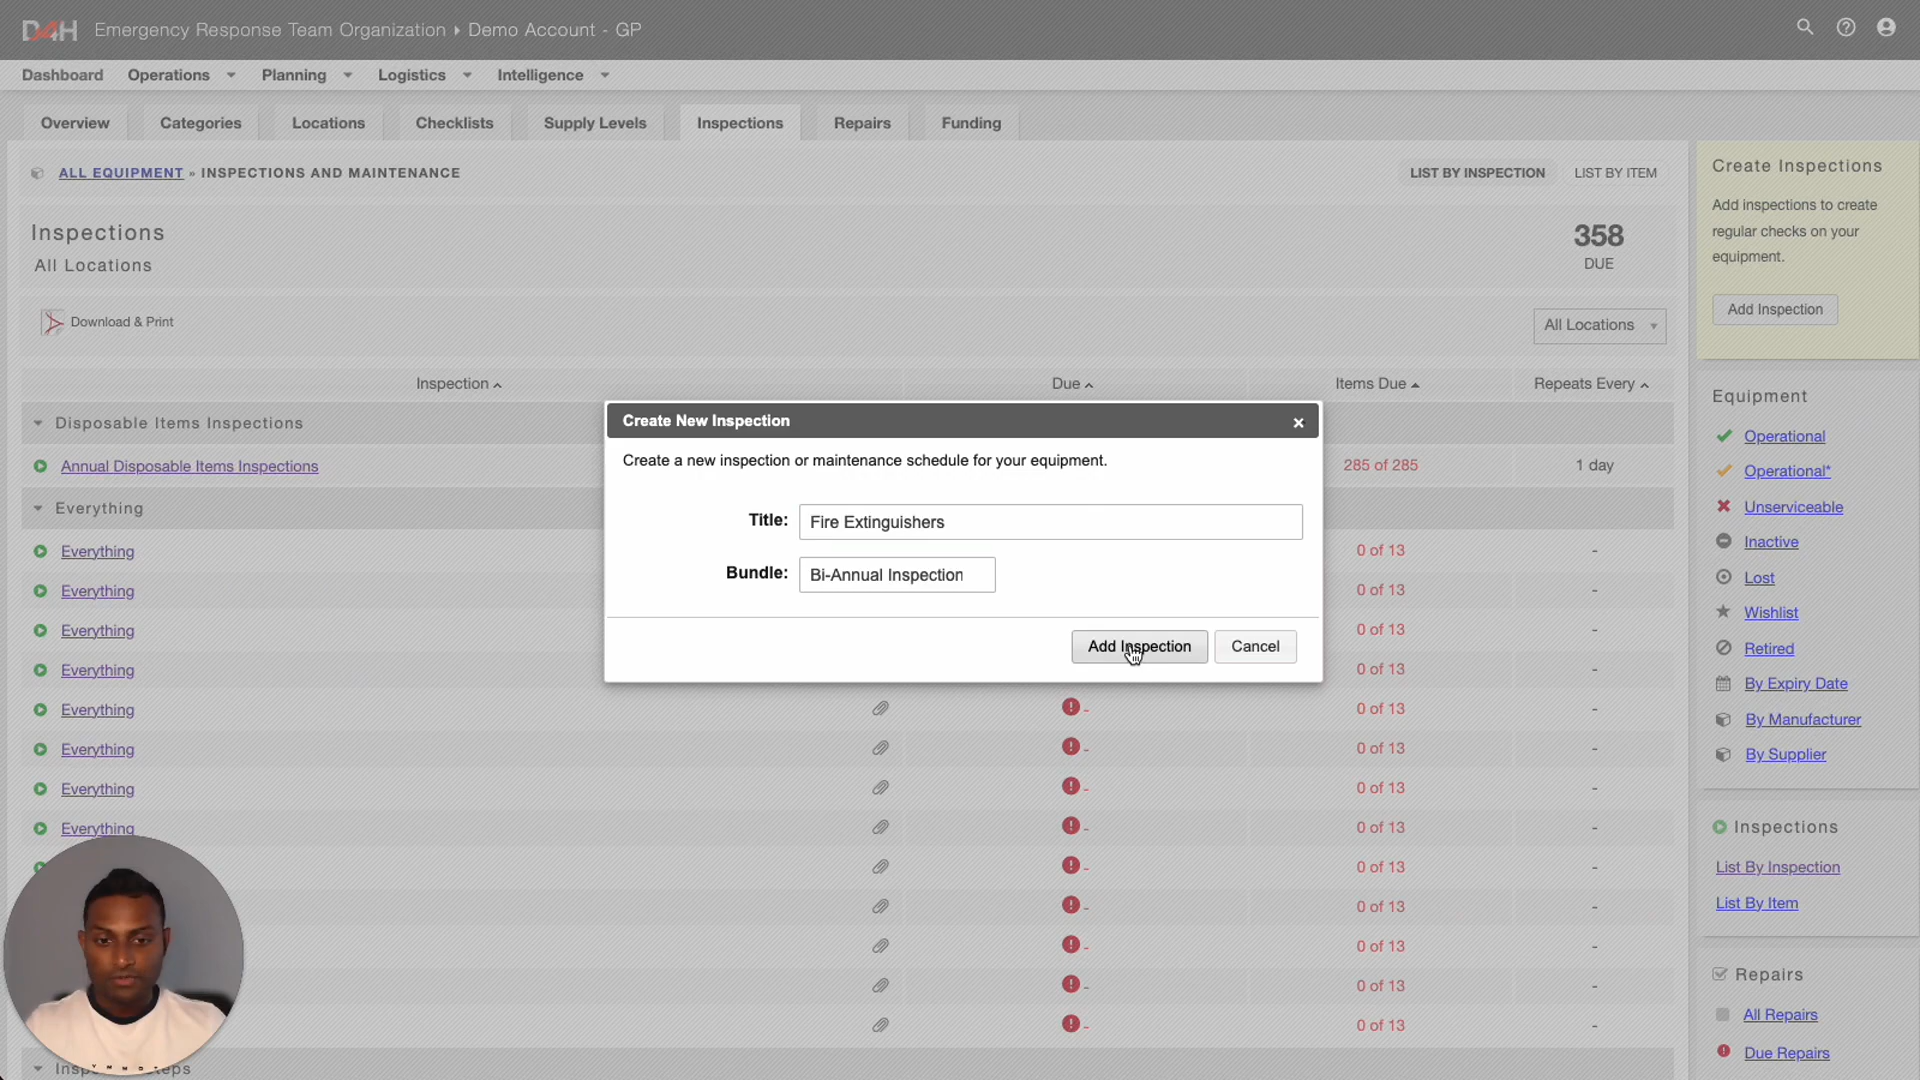 D4H Emergency Response Team Organization Demo Account - GP
Dashboard Operations Planning Logistics Intelligence
Overview Categories Locations Checklists Supply Levels Inspections Repairs Funding
ALL EQUIPMENT » INSPECTIONS AND MAINTENANCE
LIST BY INSPECTION LIST BY ITEM
Inspections
All Locations
358
DUE
Download & Print
All Locations
Inspection Due Items Due Repeats Every
Disposable Items Inspections
Annual Disposable Items Inspections 285 of 285 1 day
Everything
Everything 0 of 13 -
Everything 0 of 13 -
Everything 0 of 13 -
Everything 0 of 13 -
Everything - 0 of 13 -
Everything - 0 of 13 -
Everything - 0 of 13 -
Everything - 0 of 13 -
- 0 of 13 -
- 0 of 13 -
- 0 of 13 -
- 0 of 13 -
- 0 of 13 -
Create New Inspection ×
Create a new inspection or maintenance schedule for your equipment.
Title: Fire Extinguishers
Bundle: Bi-Annual Inspection
Add Inspection Cancel
Create Inspections
Add inspections to create
regular checks on your
equipment.
Add Inspection
Equipment
Operational
Operational*
Unserviceable
Inactive
Lost
Wishlist
Retired
By Expiry Date
By Manufacturer
By Supplier
Inspections
List By Inspection
List By Item
Repairs
All Repairs
Due Repairs